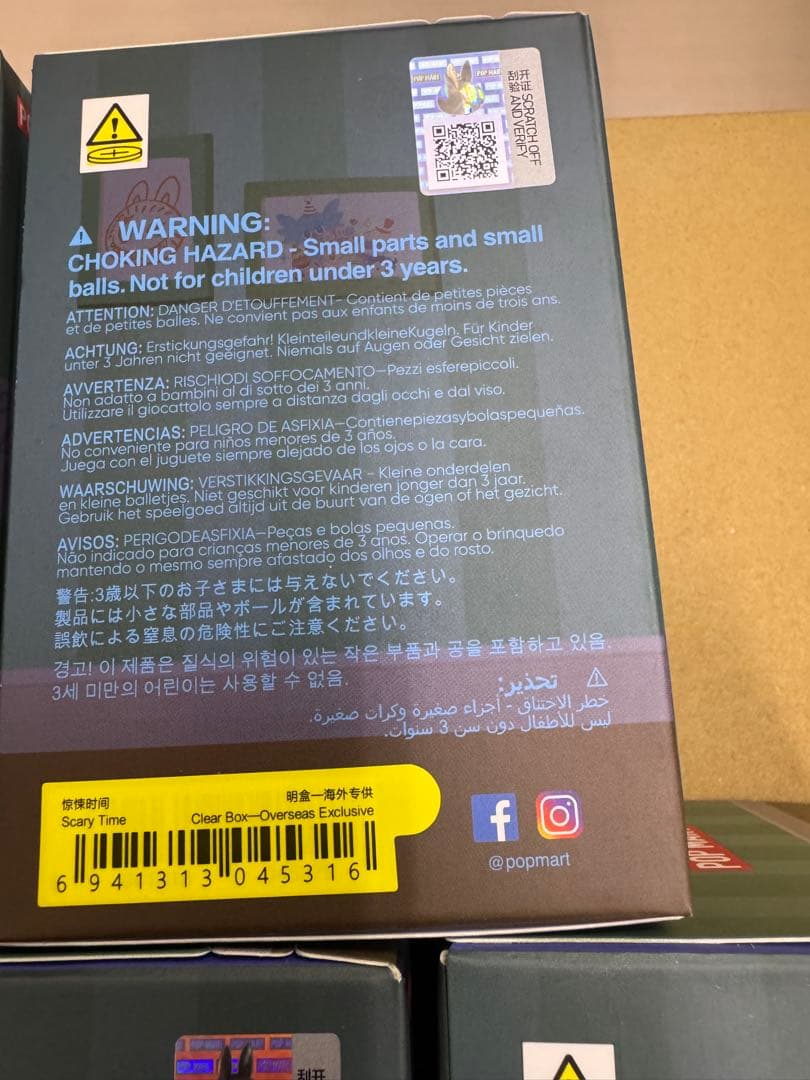 POP MART
POP MART
刮开
验证
SCRATCH OFF
AND VERIFY
WARNING:
CHOKING HAZARD - Small parts and small
balls. Not for children under 3 years.
ATTENTION: DANGER D'ETOUFFEMENT- Contient de petites pièces
et de petites balles. Ne convient pas aux enfants de moins de trois ans.
ACHTUNG: Erstickungsgefahr! KleinteileundkleineKugeln. Für Kinder
unter 3 Jahren nicht geeignet. Niemals auf Augen oder Gesicht zielen.
AVVERTENZA: RISCHIODI SOFFOCAMENTO—Pezzi esferepiccoli.
Non adatto a bambini al di sotto dei 3 anni.
Utilizzare il giocattolo sempre a distanza dagli occhi e dal viso.
ADVERTENCIAS: PELIGRO DE ASFIXIA—Contienepiezasybolaspequeñas.
No conveniente para niños menores de 3 años.
Juega con el juguete siempre alejado de los ojos o la cara.
WAARSCHUWING: VERSTIKKINGSGEVAAR - Kleine onderdelen
en kleine balletjes. Niet geschikt voor kinderen jonger dan 3 jaar.
Gebruik het speelgoed altijd uit de buurt van de ogen of het gezicht.
AVISOS: PERIGODEASFIXIA—Peças e bolas pequenas.
Não indicado para crianças menores de 3 anos. Operar o brinquedo
mantendo o mesmo sempre afastado dos olhos e do rosto.
警告:3歳以下のお子さまには与えないでください。
製品には小さな部品やボールが含まれています。
誤飲による窒息の危険性にご注意ください。
경고! 이 제품은 질식의 위험이 있는 작은 부품과 공을 포함하고 있음.
3세 미만의 어린이는 사용할 수 없음.
تحذير:
خطر الاختناق - أجزاء صغيرة وكرات صغيرة.
ليس للأطفال دون سن 3 سنوات.
惊悚时间 明盒—海外专供
Scary Time Clear Box—Overseas Exclusive
6 941313 045316
@popmart
POP M
刮开